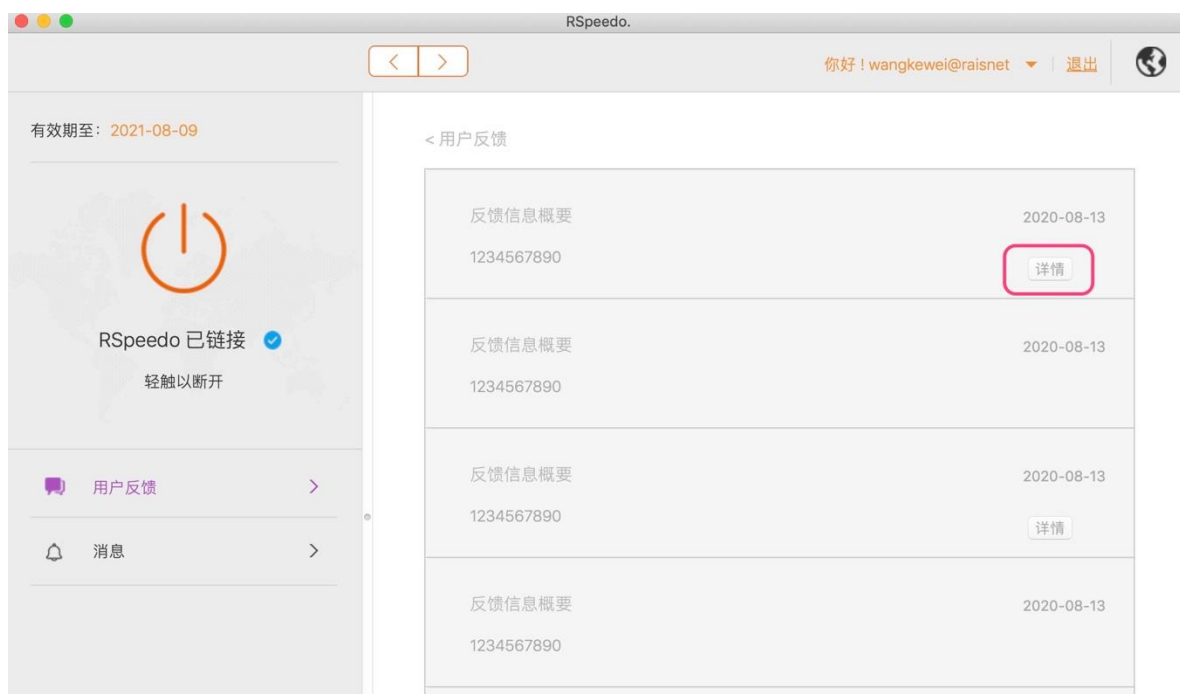 RSpeedo.
你好！wangkewei@raisnet
退出
有效期至：2021-08-09
RSpeedo 已链接
轻触以断开
用户反馈
消息
< 用户反馈
反馈信息概要 2020-08-13
1234567890
详情
反馈信息概要 2020-08-13
1234567890
反馈信息概要 2020-08-13
1234567890
详情
反馈信息概要 2020-08-13
1234567890